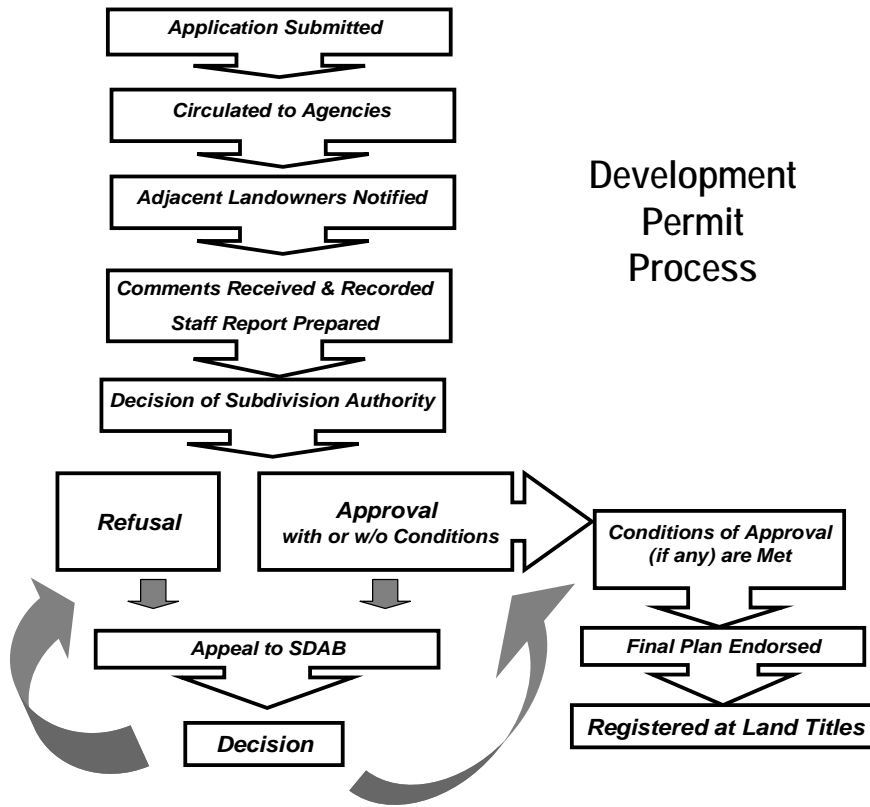 Application Submitted
Circulated to Agencies
Adjacent Landowners Notified
Development
Permit
Process
Comments Received & Recorded
Staff Report Prepared
Decision of Subdivision Authority
Refusal
Approval
with or w/o Conditions
Conditions of Approval
(if any) are Met
Appeal to SDAB
Final Plan Endorsed
Decision
Registered at Land Titles